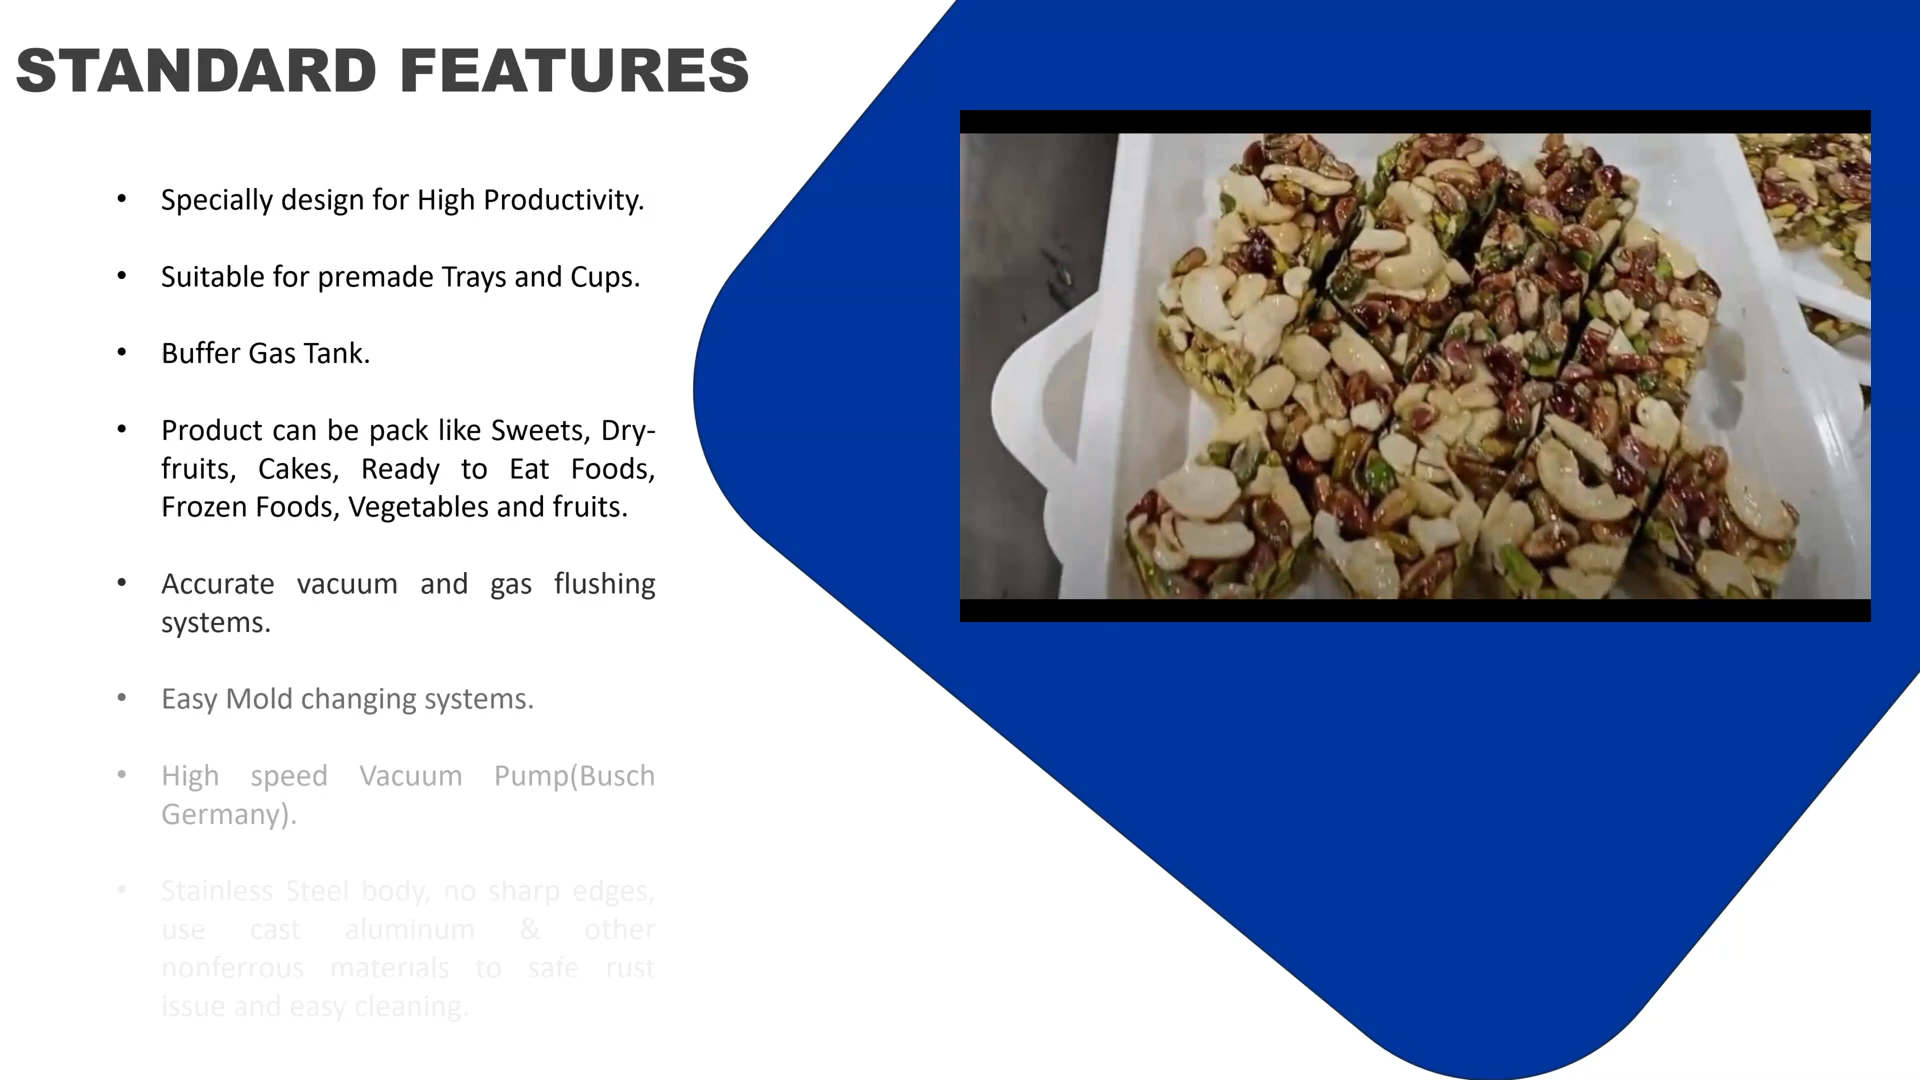 STANDARD FEATURES
• Specially design for High Productivity.
• Suitable for premade Trays and Cups.
• Buffer Gas Tank.
• Product can be pack like Sweets, Dry-
fruits, Cakes, Ready to Eat Foods,
Frozen Foods, Vegetables and fruits.
• Accurate vacuum and gas flushing
systems.
• Easy Mold changing systems.
• High speed Vacuum Pump(Busch
Germany).
• Stainless Steel body, no sharp edges,
use cast aluminum & other
nonferrous materials to safe rust
issue and easy cleaning.